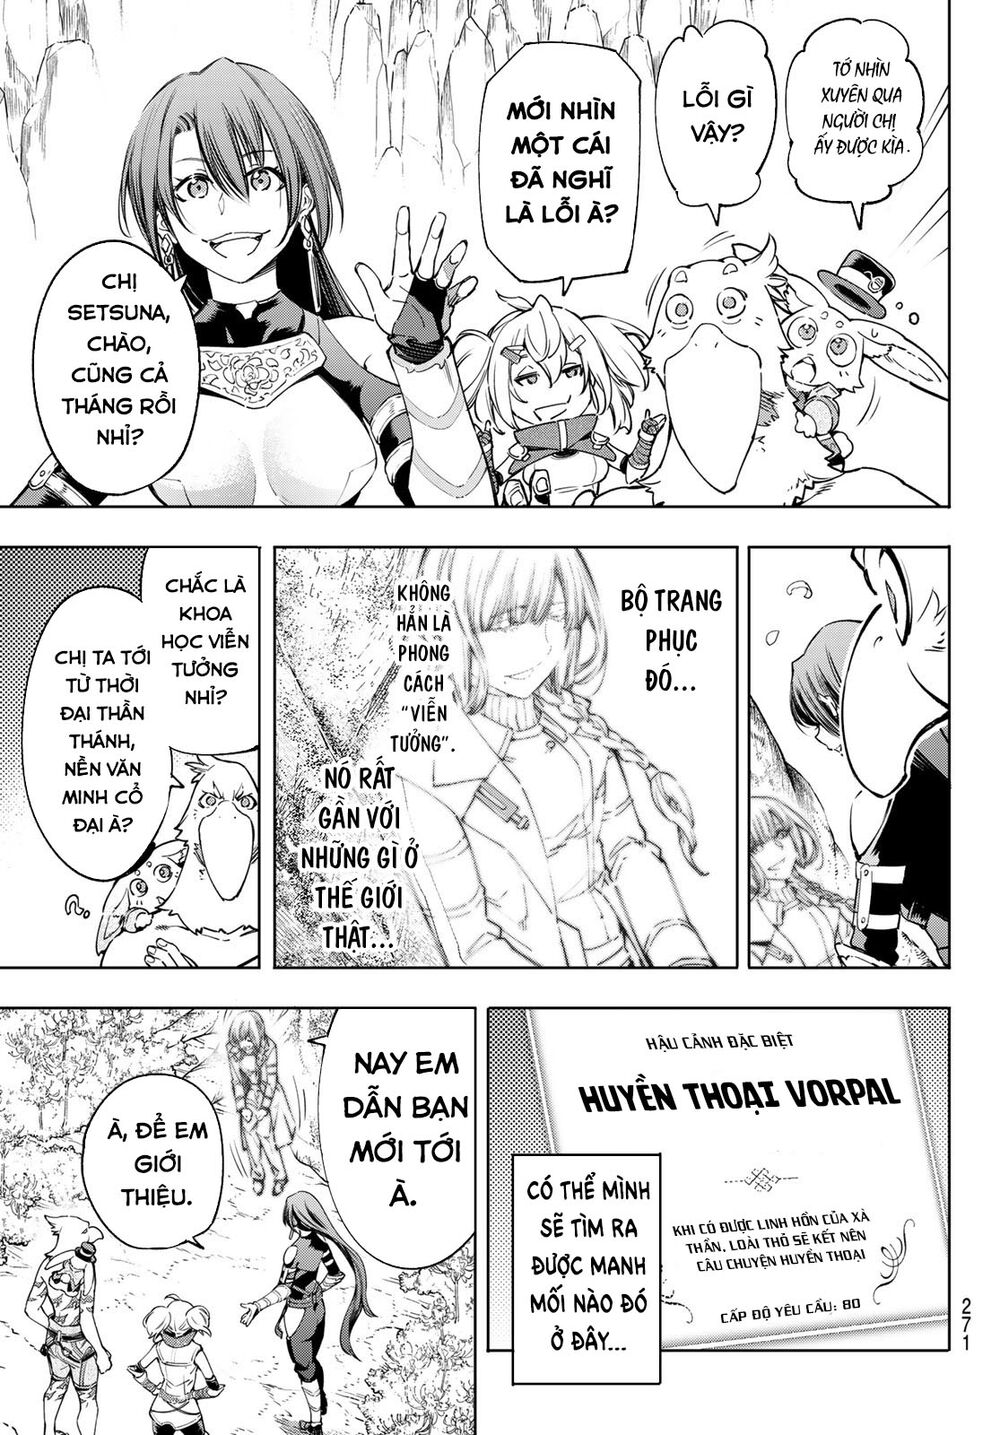 TỚ NHÌN
XUYÊN QUA
NGƯỜI CHỊ
ẤY ĐƯỢC KÌA.
LỖI GÌ
VẬY?
MỚI NHÌN
MỘT CÁI
ĐÃ NGHĨ
LÀ LỖI À?
CHỊ
SETSUNA,
CHÀO,
CŨNG CẢ
THÁNG RỒI
NHỈ?
BỘ TRANG
PHỤC
ĐÓ...
KHÔNG
HẲN LÀ
PHONG
CÁCH
"VIỄN
TƯỞNG".
NÓ RẤT
GẦN VỚI
NHỮNG GÌ Ở
THẾ GIỚI
THẬT...
CHẮC LÀ
KHOA
HỌC VIỄN
TƯỞNG
NHỈ?
CHỊ TA TỚI
TỪ THỜI
ĐẠI THẦN
THÁNH,
NỀN VĂN
MINH CỔ
ĐẠI À?
HẬU CẢNH ĐẶC BIỆT
HUYỀN THOẠI VORPAL
KHI CÓ ĐƯỢC LINH HỒN CỦA XÀ
THẦN, LOÀI THỎ SẼ KẾT NÊN
CÂU CHUYỆN HUYỀN THOẠI
CẤP ĐỘ YÊU CẦU: 80
CÓ THỂ MÌNH
SẼ TÌM RA
ĐƯỢC MANH
MỐI NÀO ĐÓ
Ở ĐÂY...
NAY EM
DẪN BẠN
MỚI TỚI
À.
À, ĐỂ EM
GIỚI
THIỆU.
271